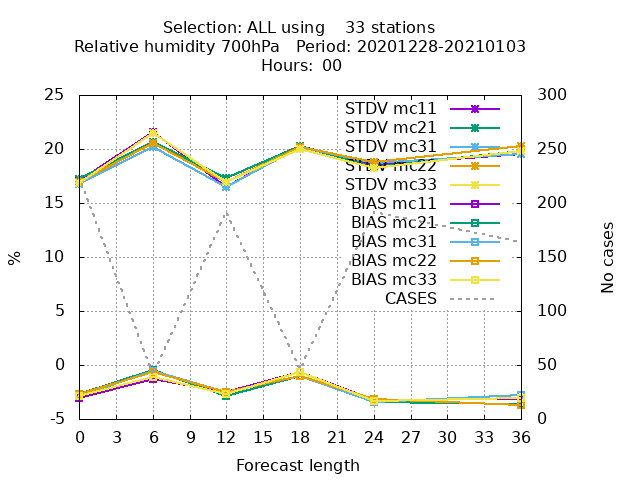 Selection: ALL using    33 stations
Relative humidity 700hPa   Period: 20201228-20210103
Hours: 00
25
20
15
10
5
0
-5
%
300
250
200
150
100
50
0
No cases
STDV mc11
STDV mc21
STDV mc31
STDV mc22
STDV mc33
BIAS mc11
BIAS mc21
BIAS mc31
BIAS mc22
BIAS mc33
CASES
0 3 6 9 12 15 18 21 24 27 30 33 36
Forecast length